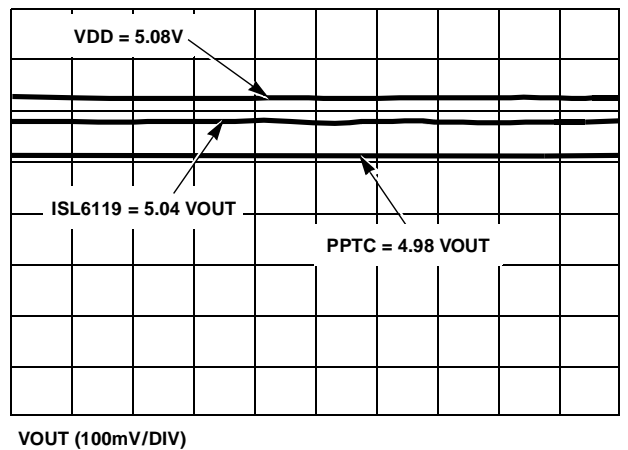 VDD = 5.08V
ISL6119 = 5.04 VOUT
PPTC = 4.98 VOUT
VOUT (100mV/DIV)